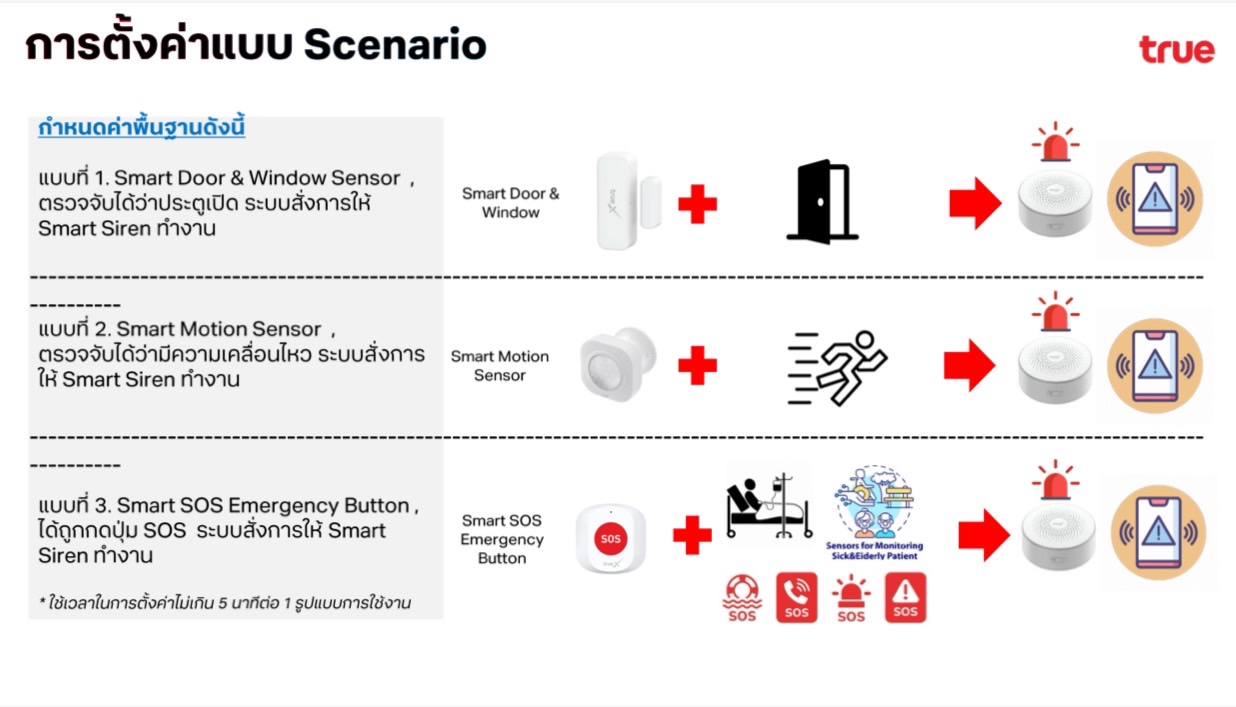 การตั้งค่าแบบ Scenario
true
กำหนดค่าพื้นฐานดังนี้
แบบที่ 1. Smart Door & Window Sensor ,
ตรวจจับได้ว่าประตูเปิด ระบบสั่งการให้
Smart Siren ทำงาน
Smart Door &
Window
แบบที่ 2. Smart Motion Sensor ,
ตรวจจับได้ว่ามีความเคลื่อนไหว ระบบสั่งการ
ให้ Smart Siren ทำงาน
Smart Motion
Sensor
แบบที่ 3. Smart SOS Emergency Button ,
ได้ถูกกดปุ่ม SOS ระบบสั่งการให้ Smart
Siren ทำงาน
* ใช้เวลาในการตั้งค่าไม่เกิน 5 นาทีต่อ 1 รูปแบบการใช้งาน
Smart SOS
Emergency
Button
SOS
Sensors for Monitoring
Sick&Elderly Patient
SOS
SOS
SOS
SOS